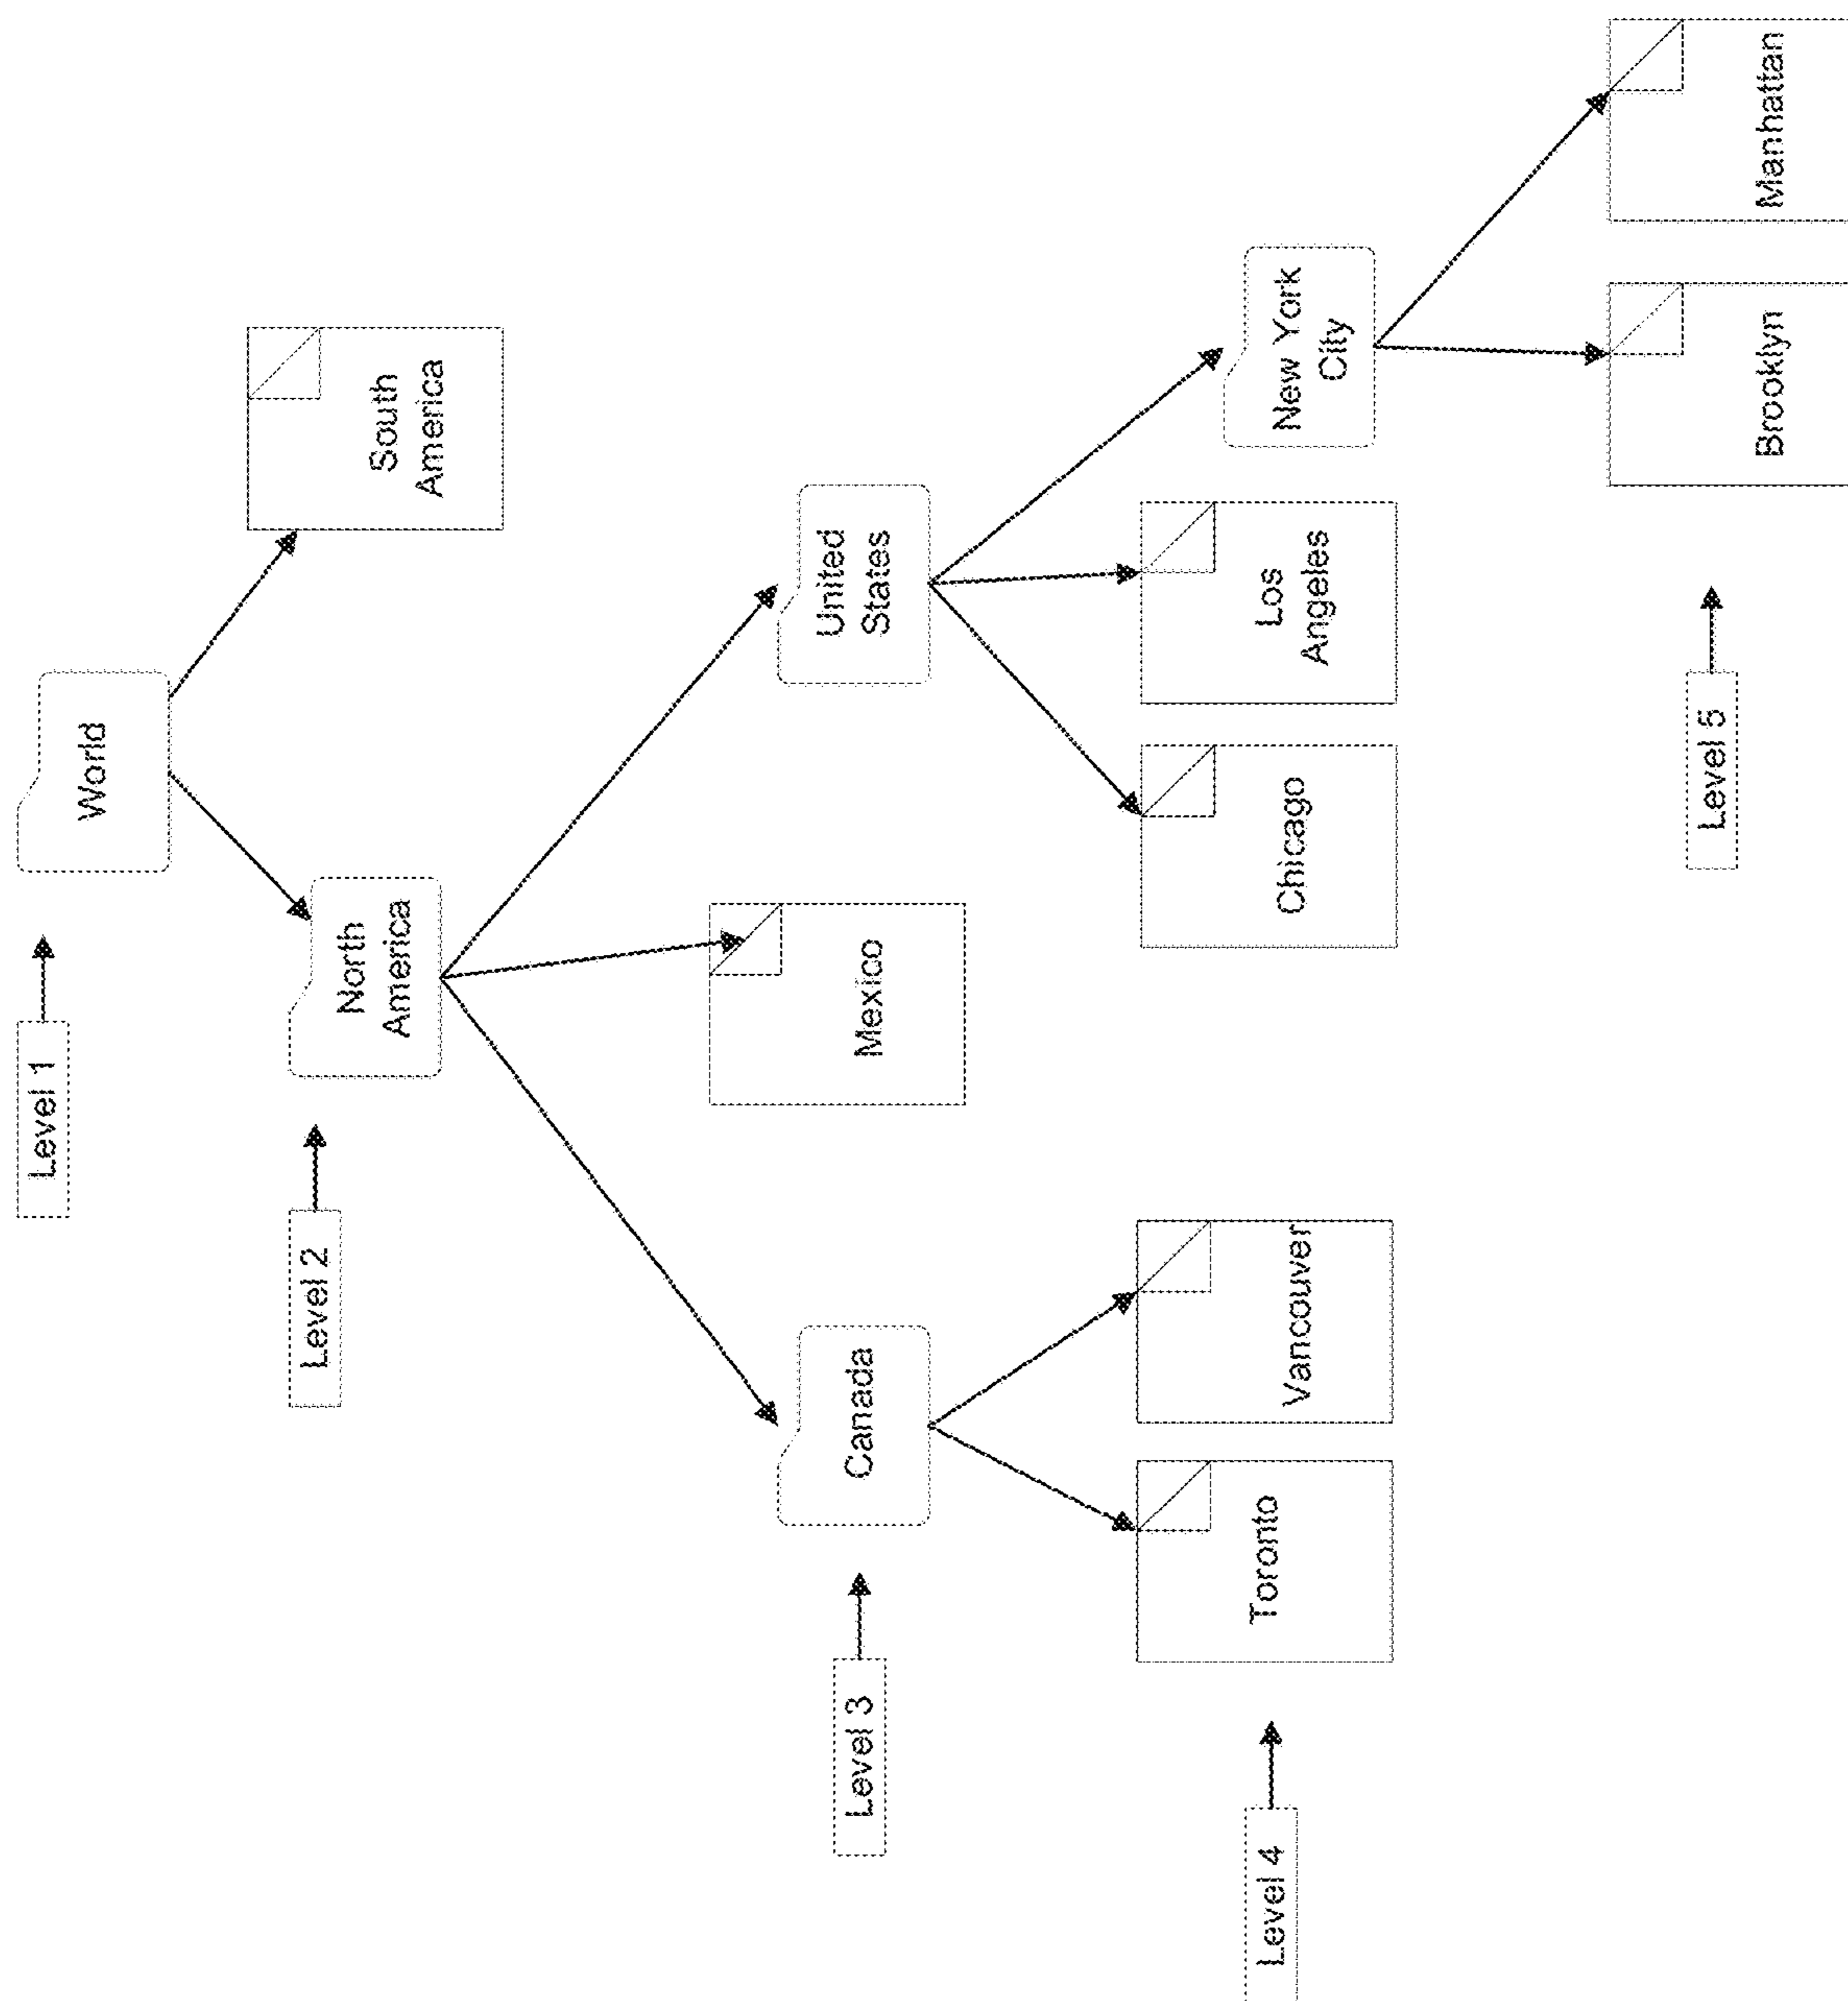 Level 1
World
Level 2
North
America
South
America
Level 3
Canada
Mexico
United
States
Level 4
Toronto
Vancouver
Chicago
Los
Angeles
New York
City
Level 5
Brooklyn
Manhattan